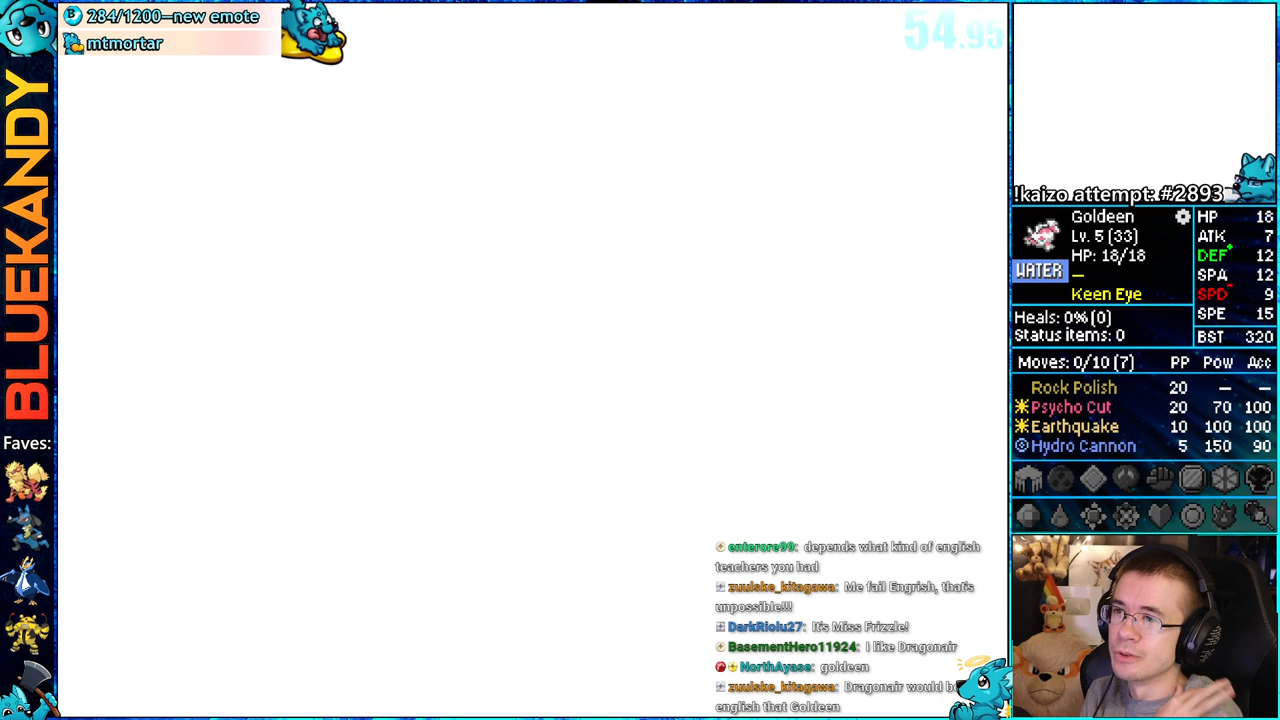 284/1200—new emote
mtmortar
54.95
BLUEKANDY
Faves:
!kaizo attempt: #2893
Goldeen
Lv. 5 (33)
HP: 18/18
WATER
—
Keen Eye
HP 18
ATK 7
DEF 12
SPA 12
SPD 9
SPE 15
BST 320
Heals: 0% (0)
Status items: 0
Moves: 0/10 (7) PP Pow Acc
Rock Polish 20 — —
Psycho Cut 20 70 100
Earthquake 10 100 100
Hydro Cannon 5 150 90
enterore99: depends what kind of english
teachers you had
zuulske_kitagawa: Me fail Engrish, that's
unpossible!!!
DarkRiolu27: It's Miss Frizzle!
BasementHero11924: I like Dragonair
NorthAyase: goldeen
zuulske_kitagawa: Dragonair would be
english that Goldeen